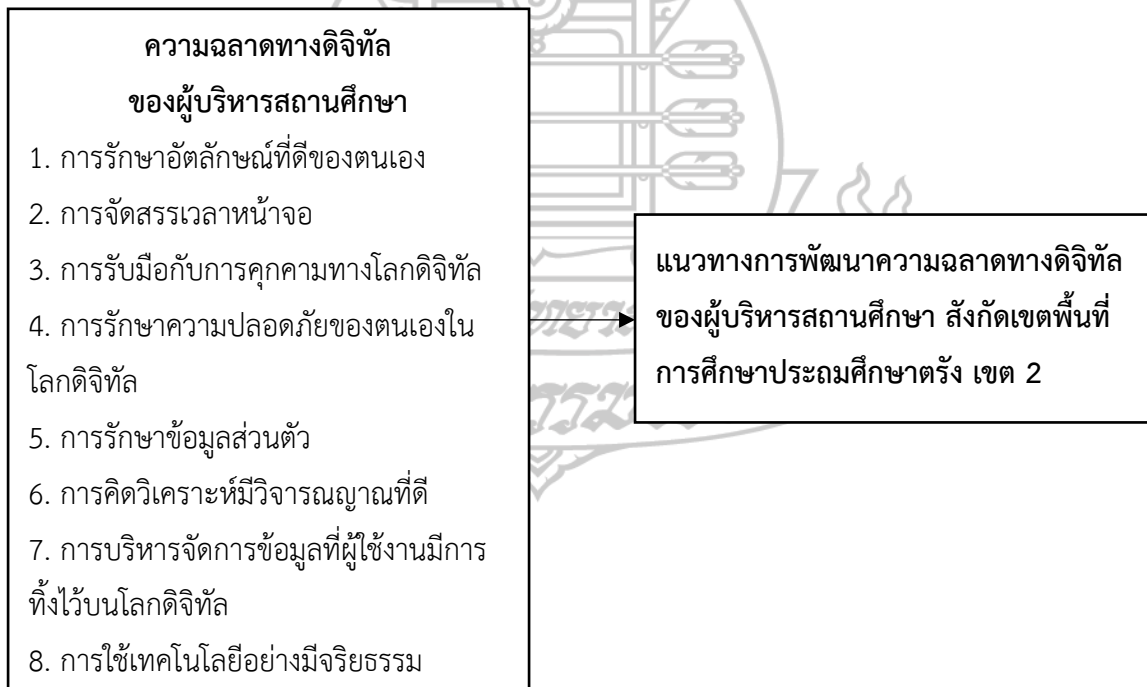 ความฉลาดทางดิจิทัล
ของผู้บริหารสถานศึกษา
1. การรักษาอัตลักษณ์ที่ดีของตนเอง
2. การจัดสรรเวลาหน้าจอ
3. การรับมือกับการคุกคามทางโลกดิจิทัล
4. การรักษาความปลอดภัยของตนเองใน
โลกดิจิทัล
5. การรักษาข้อมูลส่วนตัว
6. การคิดวิเคราะห์มีวิจารณญาณที่ดี
7. การบริหารจัดการข้อมูลที่ผู้ใช้งานมีการ
ทิ้งไว้บนโลกดิจิทัล
8. การใช้เทคโนโลยีอย่างมีจริยธรรม
แนวทางการพัฒนาความฉลาดทางดิจิทัล
ของผู้บริหารสถานศึกษา สังกัดเขตพื้นที่
การศึกษาประถมศึกษาตรัง เขต 2